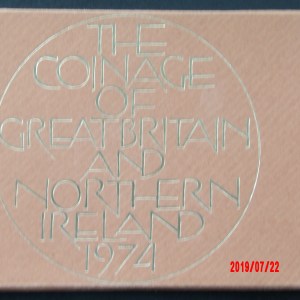 THE
COINAGE
OF
GREAT BRITAIN
AND
NORTHERN
IRELAND
1974
2019/07/22